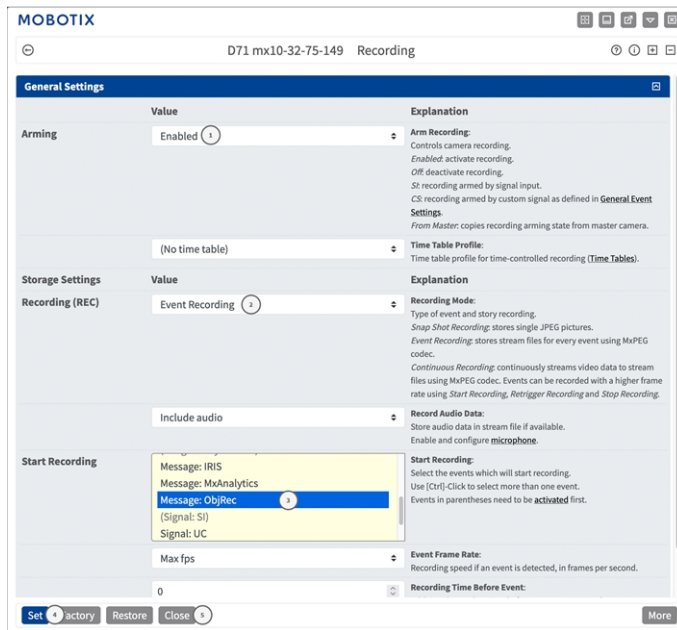 MOBOTIX
D71 mx10-32-75-149 Recording
General Settings
Value Explanation
Arming Enabled 1 Arm Recording:
Controls camera recording.
Enabled: activate recording.
Off: deactivate recording.
SI: recording armed by signal input.
CS: recording armed by custom signal as defined in General Event
Settings.
From Master: copies recording arming state from master camera.
(No time table) Time Table Profile:
Time table profile for time-controlled recording (Time Tables).
Storage Settings Value Explanation
Recording (REC) Event Recording 2 Recording Mode:
Type of event and story recording.
Snap Shot Recording: stores single JPEG pictures.
Event Recording: stores stream files for every event using MxPEG
codec.
Continuous Recording: continuously streams video data to stream
files using MxPEG codec. Events can be recorded with a higher frame
rate using Start Recording, Retrigger Recording and Stop Recording.
Include audio Record Audio Data:
Store audio data in stream file if available.
Enable and configure microphone.
Start Recording Start Recording:
Message: IRIS Select the events which will start recording.
Message: MxAnalytics Use [Ctrl]-Click to select more than one event.
Message: ObjRec 3 Events in parentheses need to be activated first.
(Signal: SI)
Signal: UC
Max fps Event Frame Rate:
Recording speed if an event is detected, in frames per second.
0 Recording Time Before Event:
Set 4 actory Restore Close 5 More